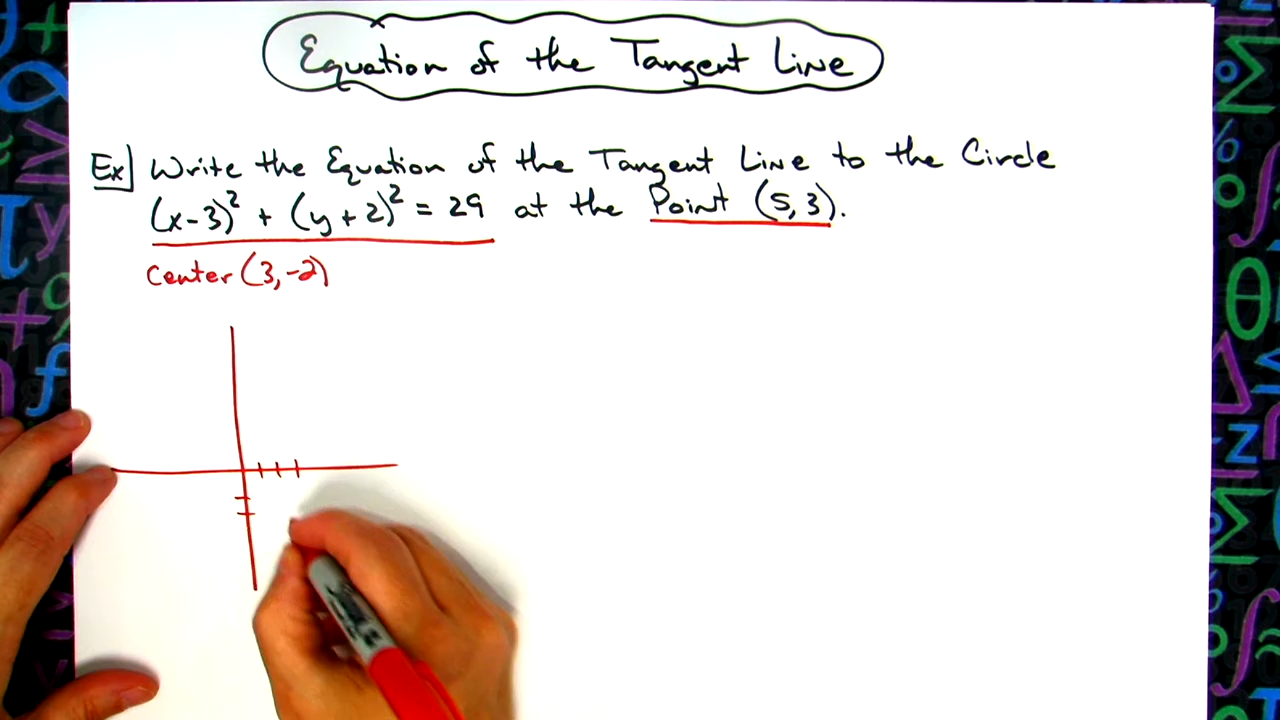 Equation of the Tangent Line
Ex Write the Equation of the Tangent Line to the Circle
(x-3)² + (y+2)² = 29 at the Point (5,3).
center (3,-2)